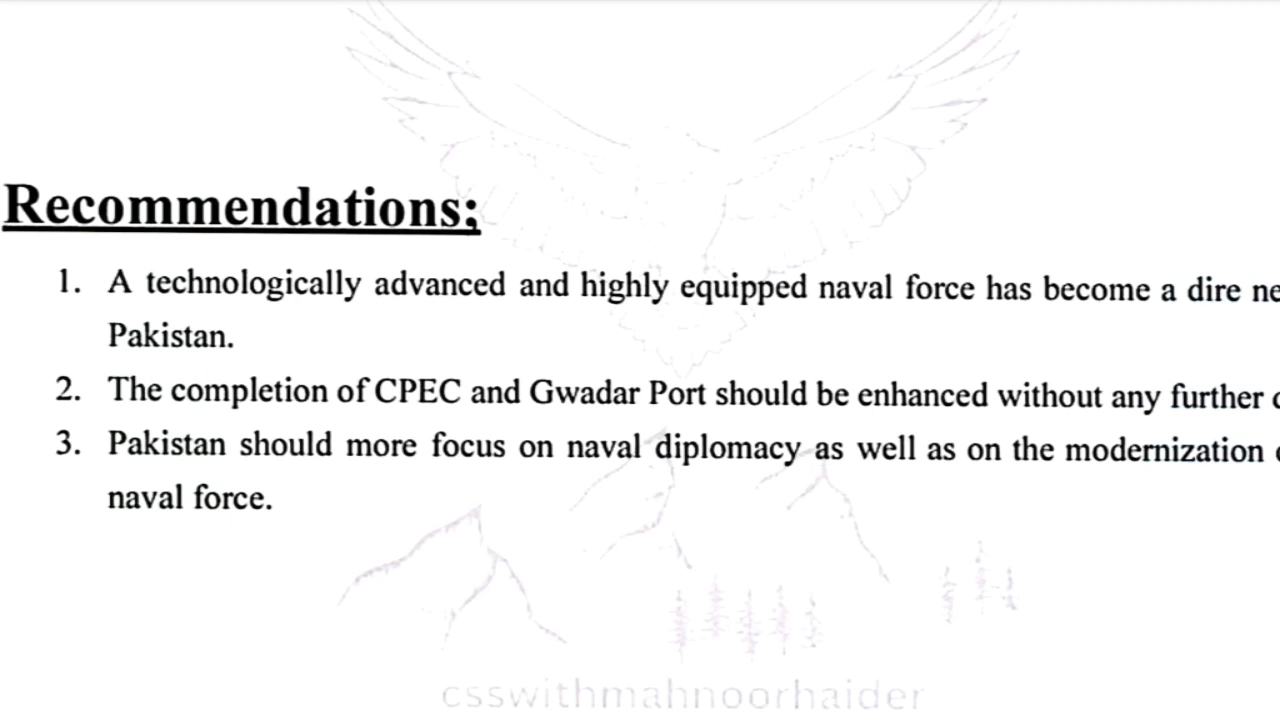 Recommendations;
1. A technologically advanced and highly equipped naval force has become a dire
Pakistan.
2. The completion of CPEC and Gwadar Port should be enhanced without any further
3. Pakistan should more focus on naval diplomacy as well as on the modernization
naval force.
csswithmahnoorhaider